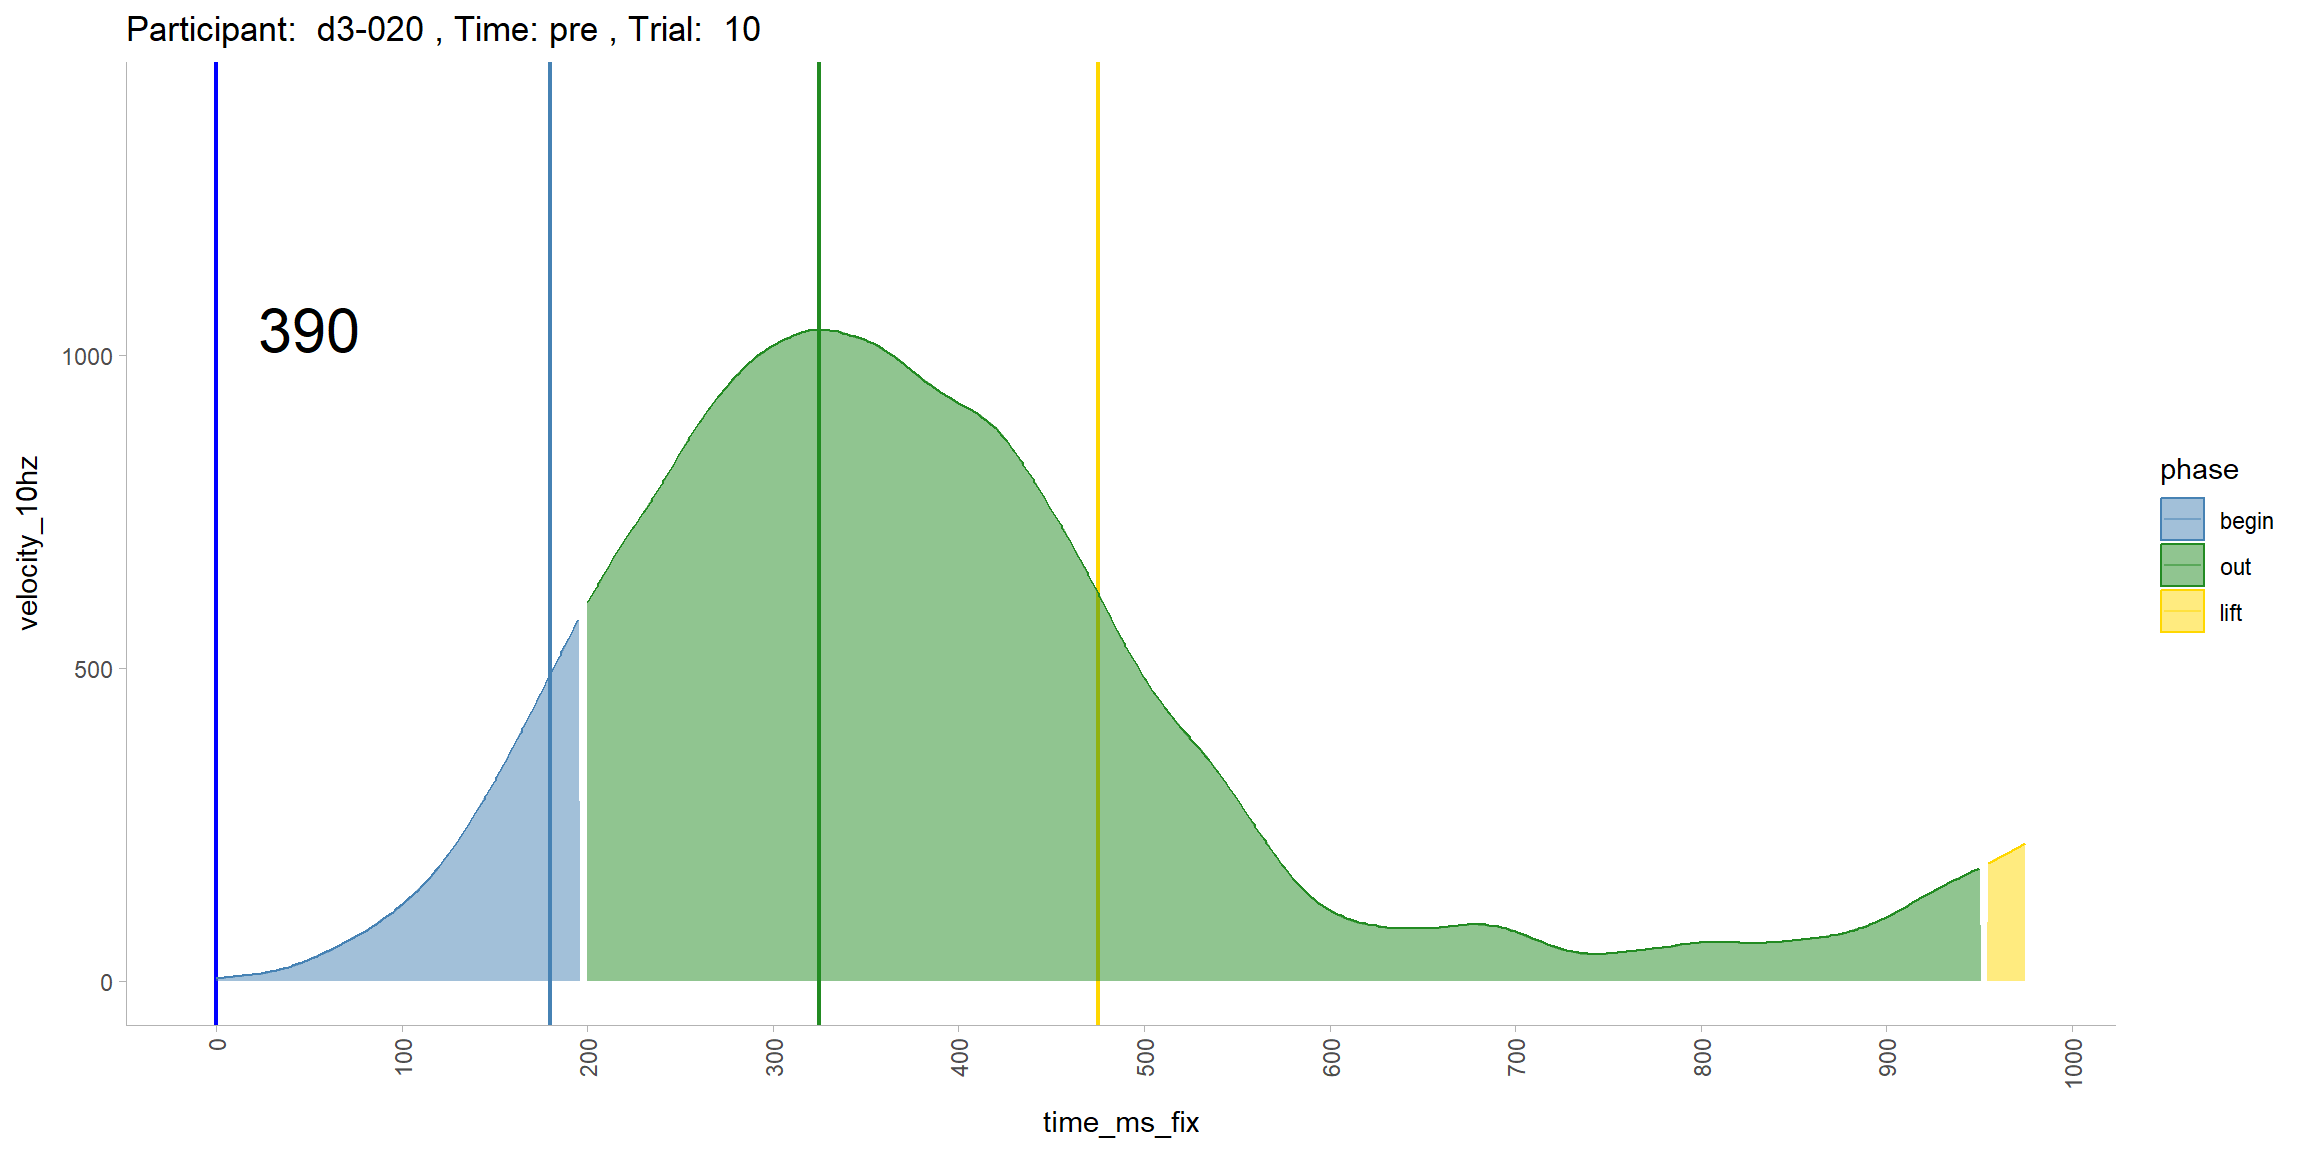 Participant:  d3-020 , Time: pre , Trial:  10
390
1000
500
0
velocity_10hz
0 100 200 300 400 500 600 700 800 900 1000
time_ms_fix
phase
begin
out
lift